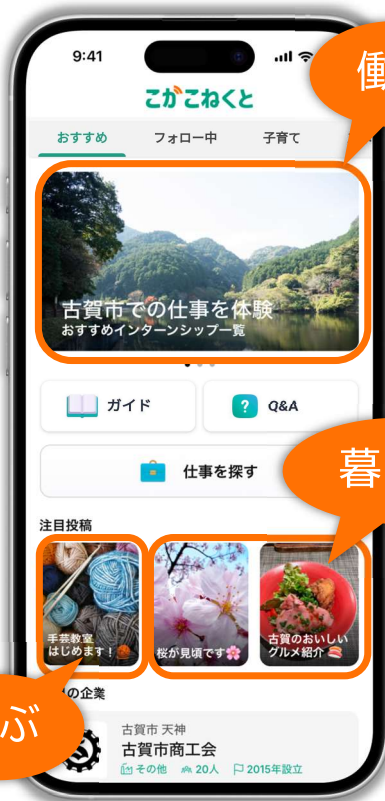 9:41
働
こがこねくと
おすすめ
フォロー中
子育て
古賀市での仕事を体験
おすすめインターンシップ一覧
ガイド
Q&A
仕事を探す
暮
注目投稿
手芸教室
はじめます！
桜が見頃です🌸
古賀のおいしい
グルメ紹介
ぶ
の企業
古賀市 天神
古賀市商工会
その他
20人
2015年設立